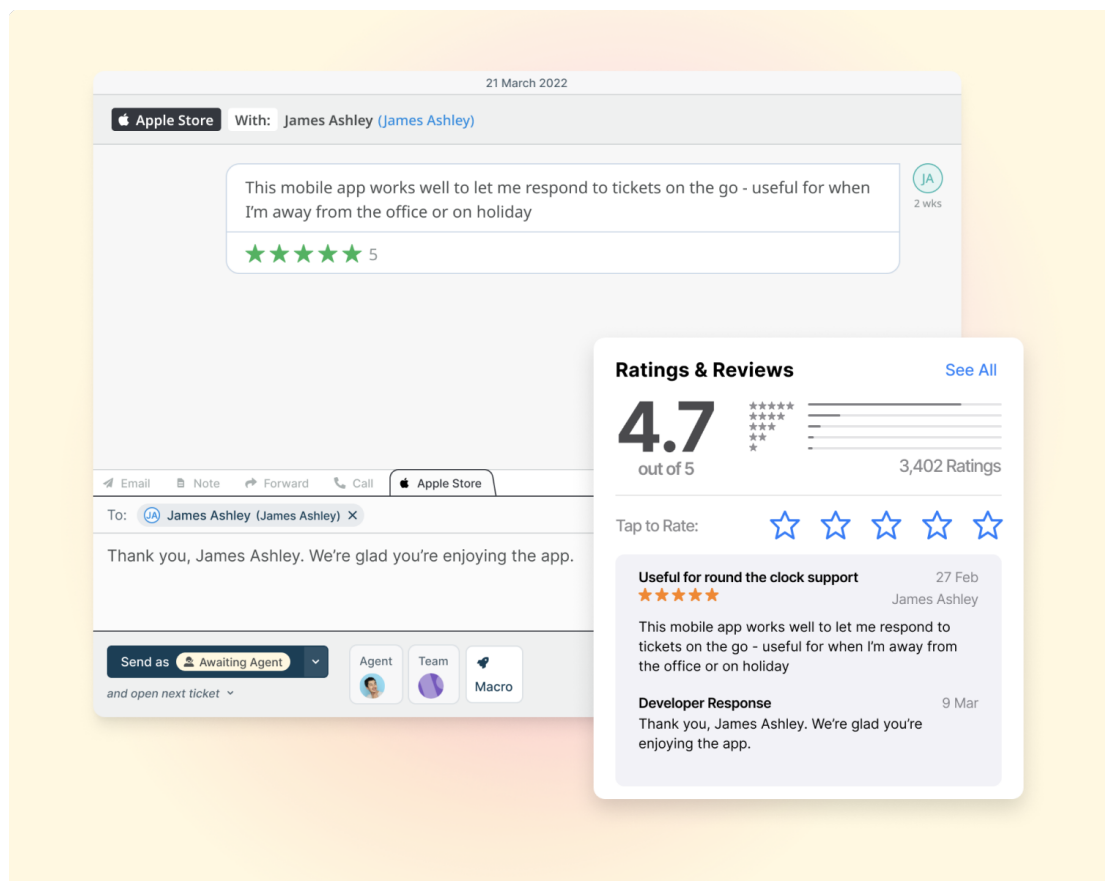 21 March 2022
Apple Store With: James Ashley (James Ashley)
This mobile app works well to let me respond to tickets on the go - useful for when
I'm away from the office or on holiday
JA
2 wks
5
Email Note Forward Call Apple Store
To: JA James Ashley (James Ashley)
Thank you, James Ashley. We're glad you're enjoying the app.
Send as Awaiting Agent
and open next ticket
Agent Team Macro
Ratings & Reviews See All
4.7
out of 5
3,402 Ratings
Tap to Rate:
Useful for round the clock support 27 Feb
James Ashley
This mobile app works well to let me respond to
tickets on the go - useful for when I'm away from
the office or on holiday
Developer Response 9 Mar
Thank you, James Ashley. We're glad you're
enjoying the app.